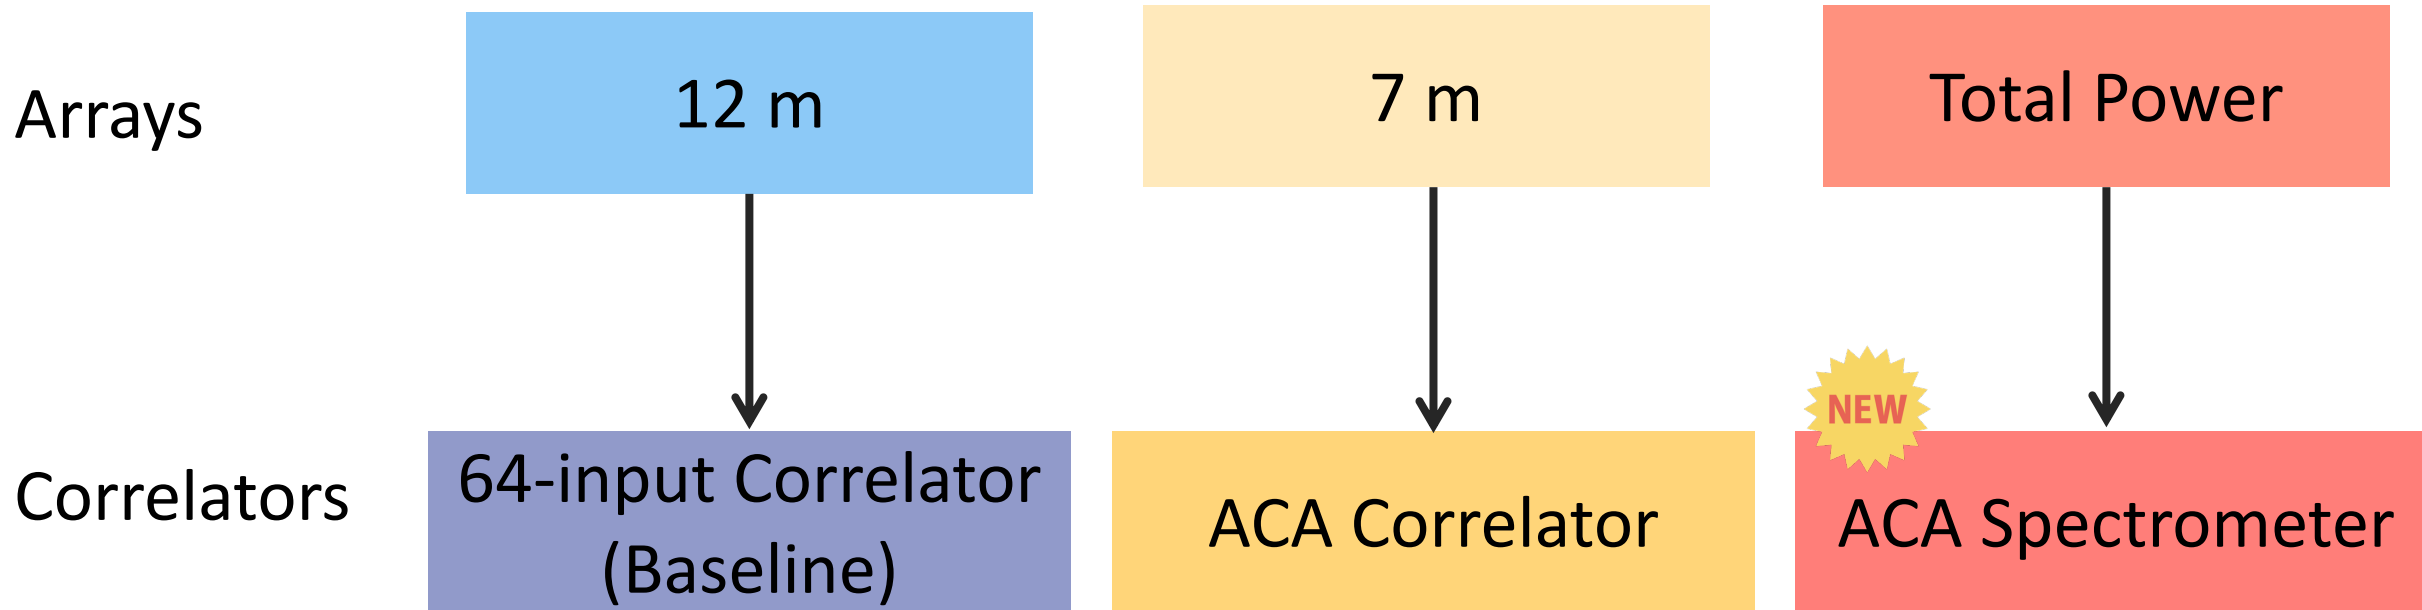 Arrays
12 m
7 m
Total Power
NEW
Correlators
64-input Correlator
(Baseline)
ACA Correlator
ACA Spectrometer